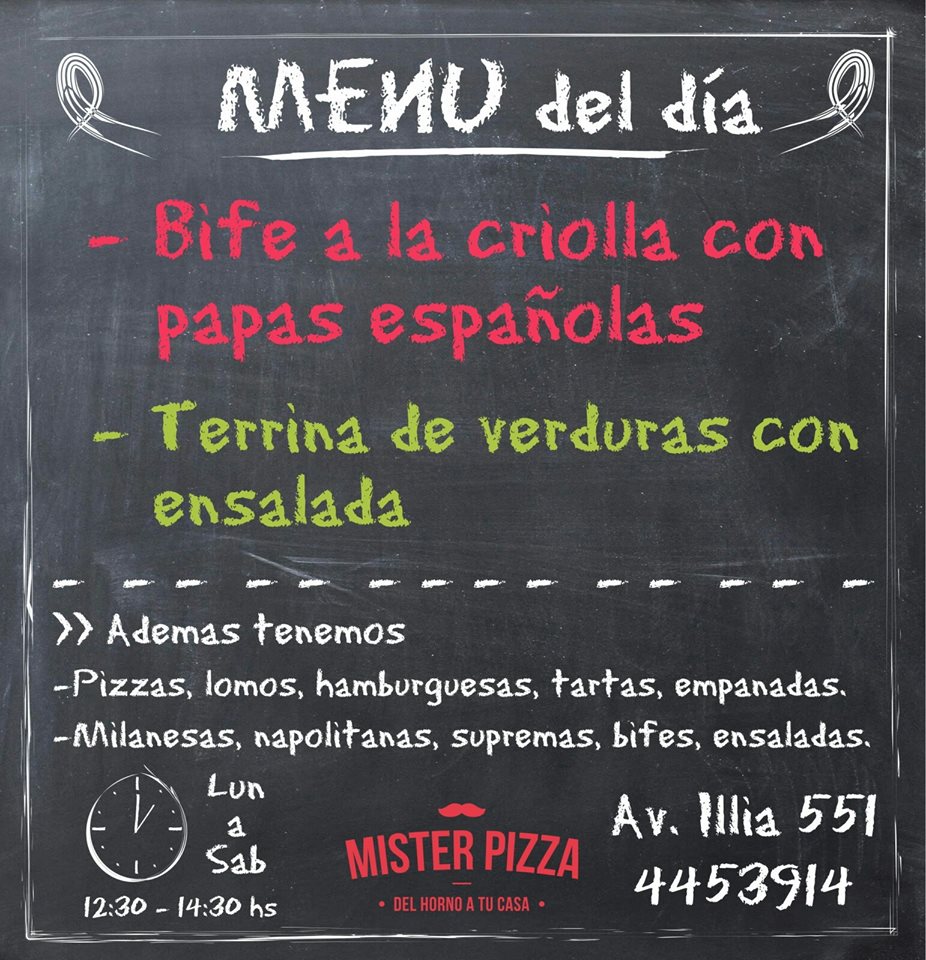 MENU del día
- Bife a la criolla con
papas españolas
- Terrina de verduras con
ensalada
>> Ademas tenemos
-Pizzas, lomos, hamburguesas, tartas, empanadas.
-Milanesas, napolitanas, supremas, bifes, ensaladas.
Lun
a
Sab
12:30 - 14:30 hs
MISTER PIZZA
• DEL HORNO A TU CASA •
Av. Illia 551
4453914